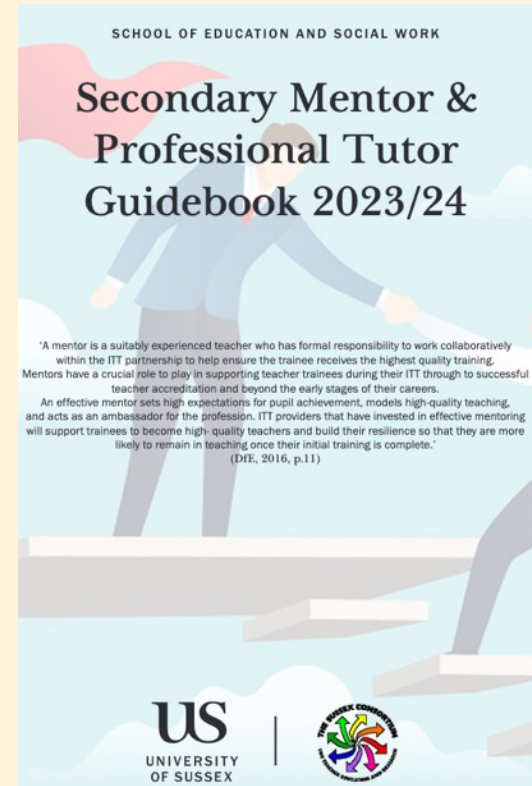 SCHOOL OF EDUCATION AND SOCIAL WORK
Secondary Mentor &
Professional Tutor
Guidebook 2023/24
'A mentor is a suitably experienced teacher who has formal responsibility to work collaboratively
within the ITT partnership to help ensure the trainee receives the highest quality training.
Mentors have a crucial role to play in supporting teacher trainees during their ITT through to successful
teacher accreditation and beyond the early stages of their careers.
An effective mentor sets high expectations for pupil achievement, models high-quality teaching,
and acts as an ambassador for the profession. ITT providers that have invested in effective mentoring
will support trainees to become high- quality teachers and build their resilience so that they are more
likely to remain in teaching once their initial training is complete.'
(DfE, 2016, p.11)
US
UNIVERSITY
OF SUSSEX
THE SUSSEX CONSORTIUM
FOR TEACHER EDUCATION AND RESEARCH